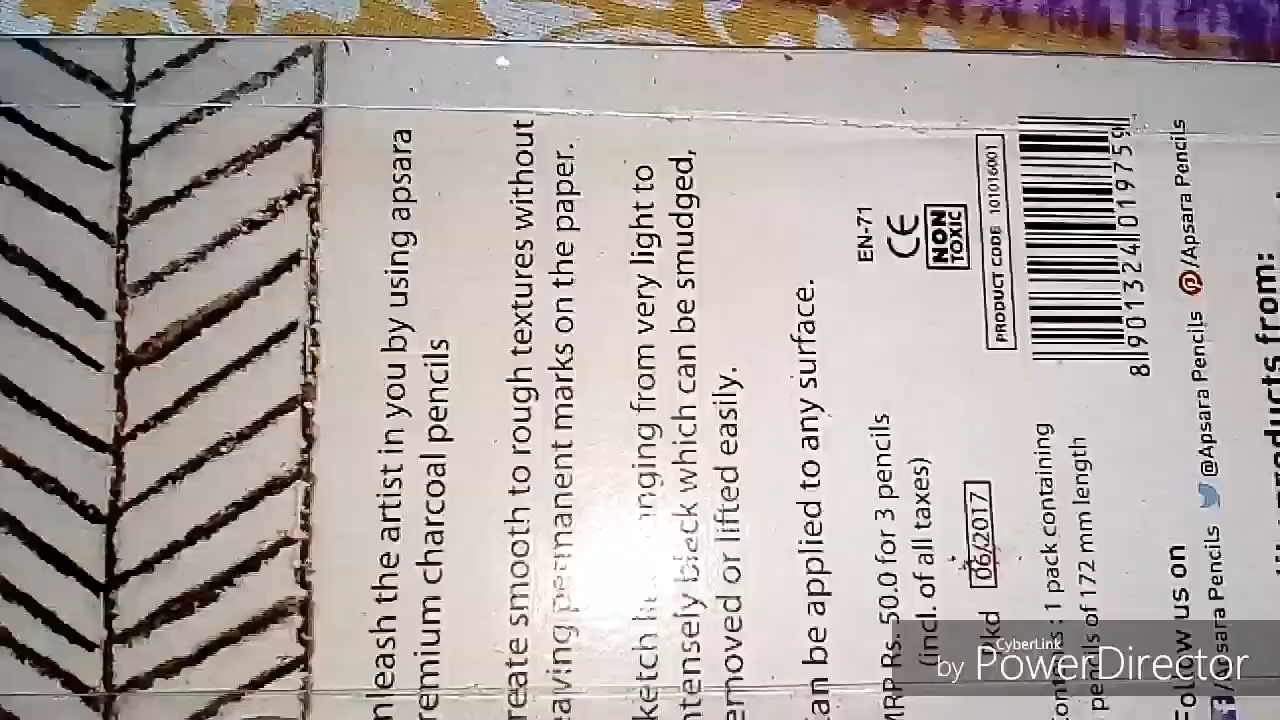 nleash the artist in you by using apsara
remium charcoal pencils
reate smooth to rough textures without
eaving permanent marks on the paper.
ketch nging from very light to
ntensely black which can be smudged,
emoved or lifted easily.
an be applied to any surface.
MRP Rs. 50.0 for 3 pencils
(incl. of all taxes)
Pkd 06/2017
1 pack containing
pencils of 172 mm length
EN-71
CE
NON
TOXIC
PRODUCT CODE 101016001
8 901324 019759
Follow us on
f/ sara Pencils @Apsara Pencils /Apsara Pencils
products from:
CyberLink
by PowerDirector